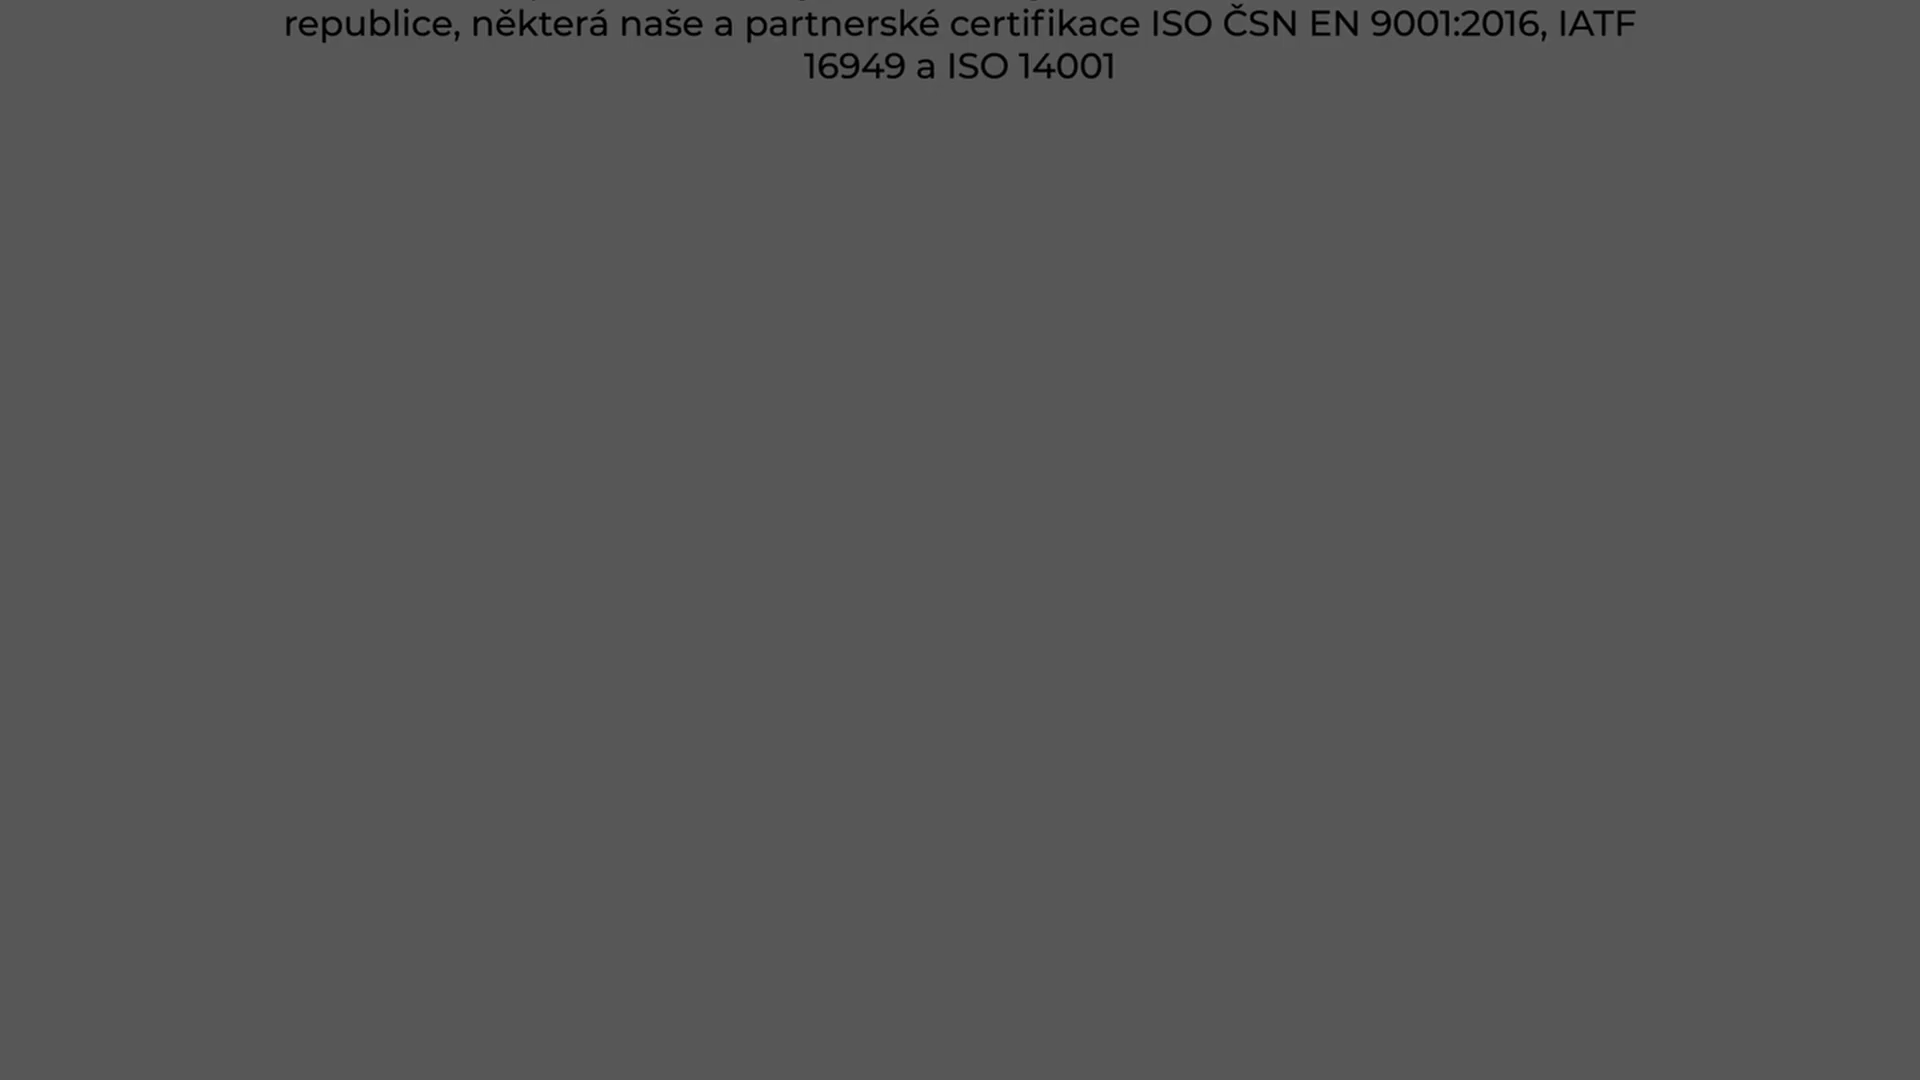 republice, některá naše a partnerské certifikace ISO ČSN EN 9001:2016, IATF
16949 a ISO 14001